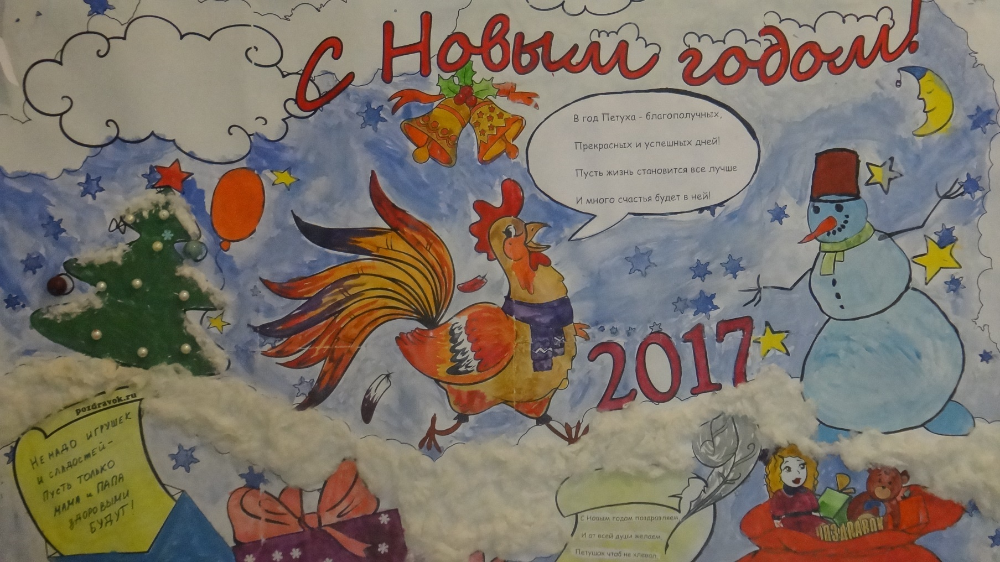 С Новым годом!
В год Петуха - благополучных,
Прекрасных и успешных дней!
Пусть жизнь становится все лучше
И много счастья будет в ней!
2017
pozdravok.ru
НЕ НАДО ИГРУШЕК
И СЛАДОСТЕЙ-
ПУСТЬ ТОЛЬКО
МАМА и ПАПА
ЗДОРОВЫМИ
БУДУТ!
С Новым годом поздравляем,
И от всей души желаем,
Петушок чтоб не клевал
POZDRAVOK